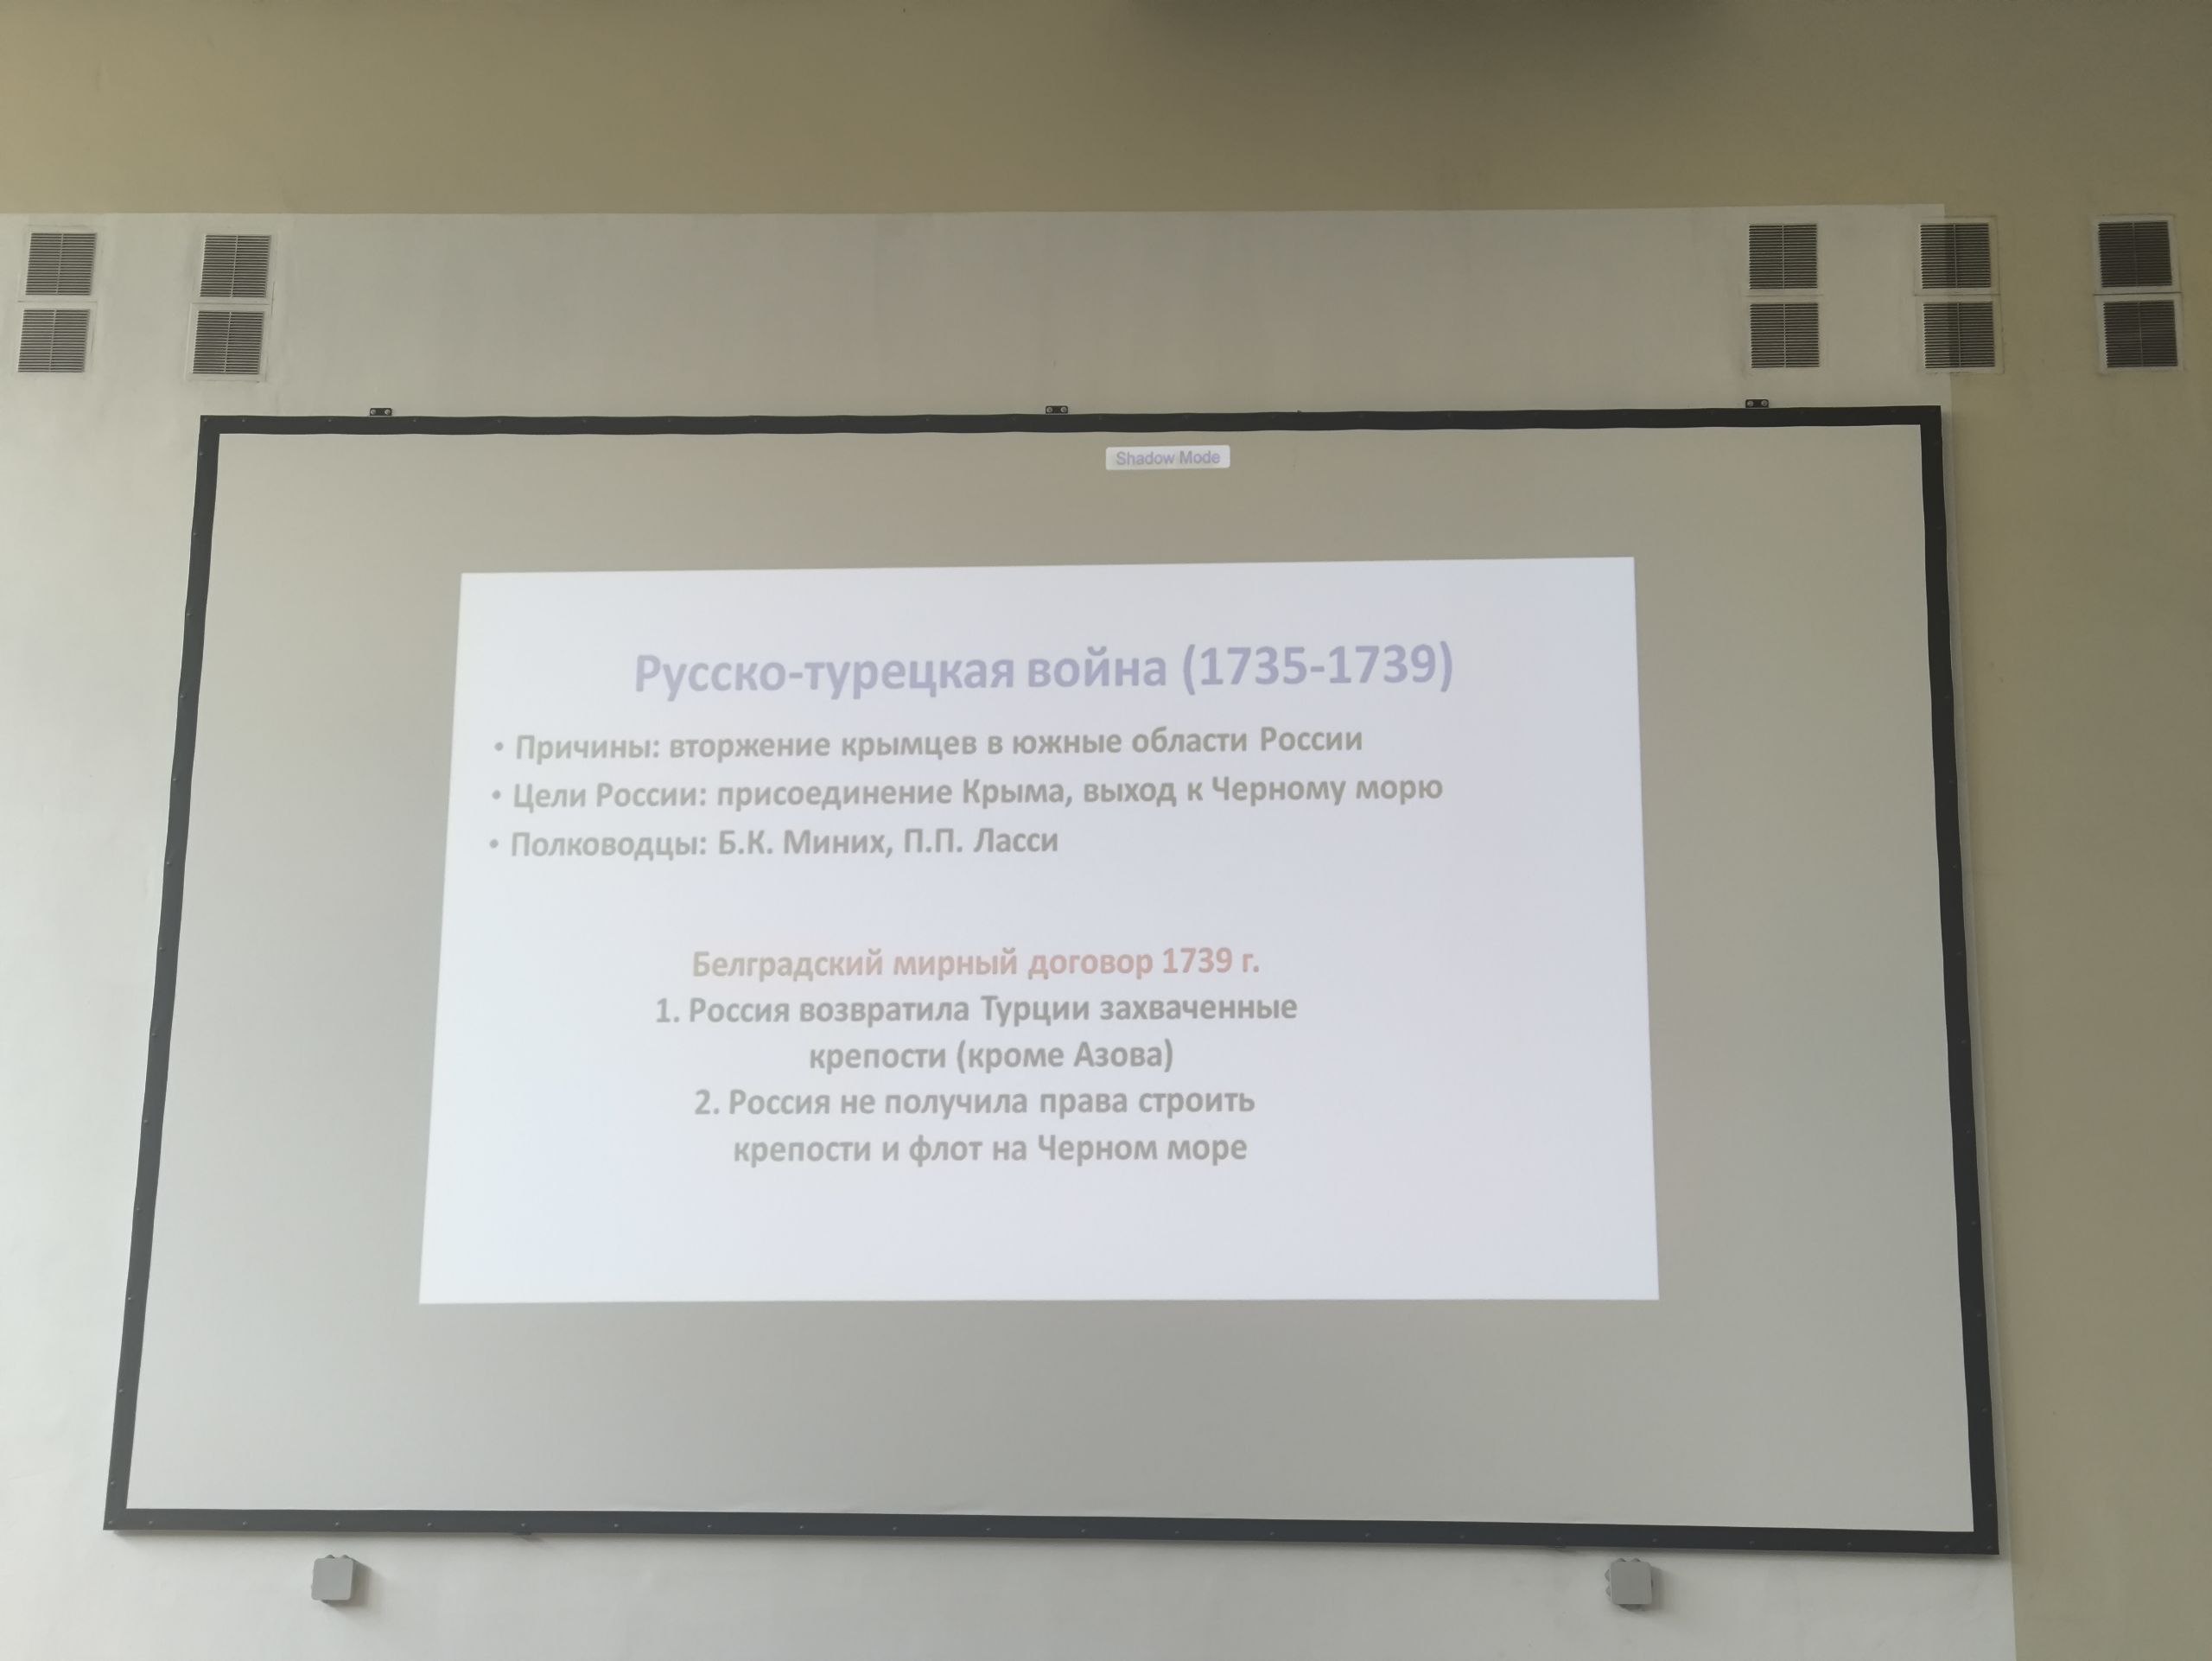 Shadow Mode
Русско-турецкая война (1735-1739)
• Причины: вторжение крымцев в южные области России
• Цели России: присоединение Крыма, выход к Черному морю
• Полководцы: Б.К. Миних, П.П. Ласси
Белградский мирный договор 1739 г.
1. Россия возвратила Турции захваченные
крепости (кроме Азова)
2. Россия не получила права строить
крепости и флот на Черном море